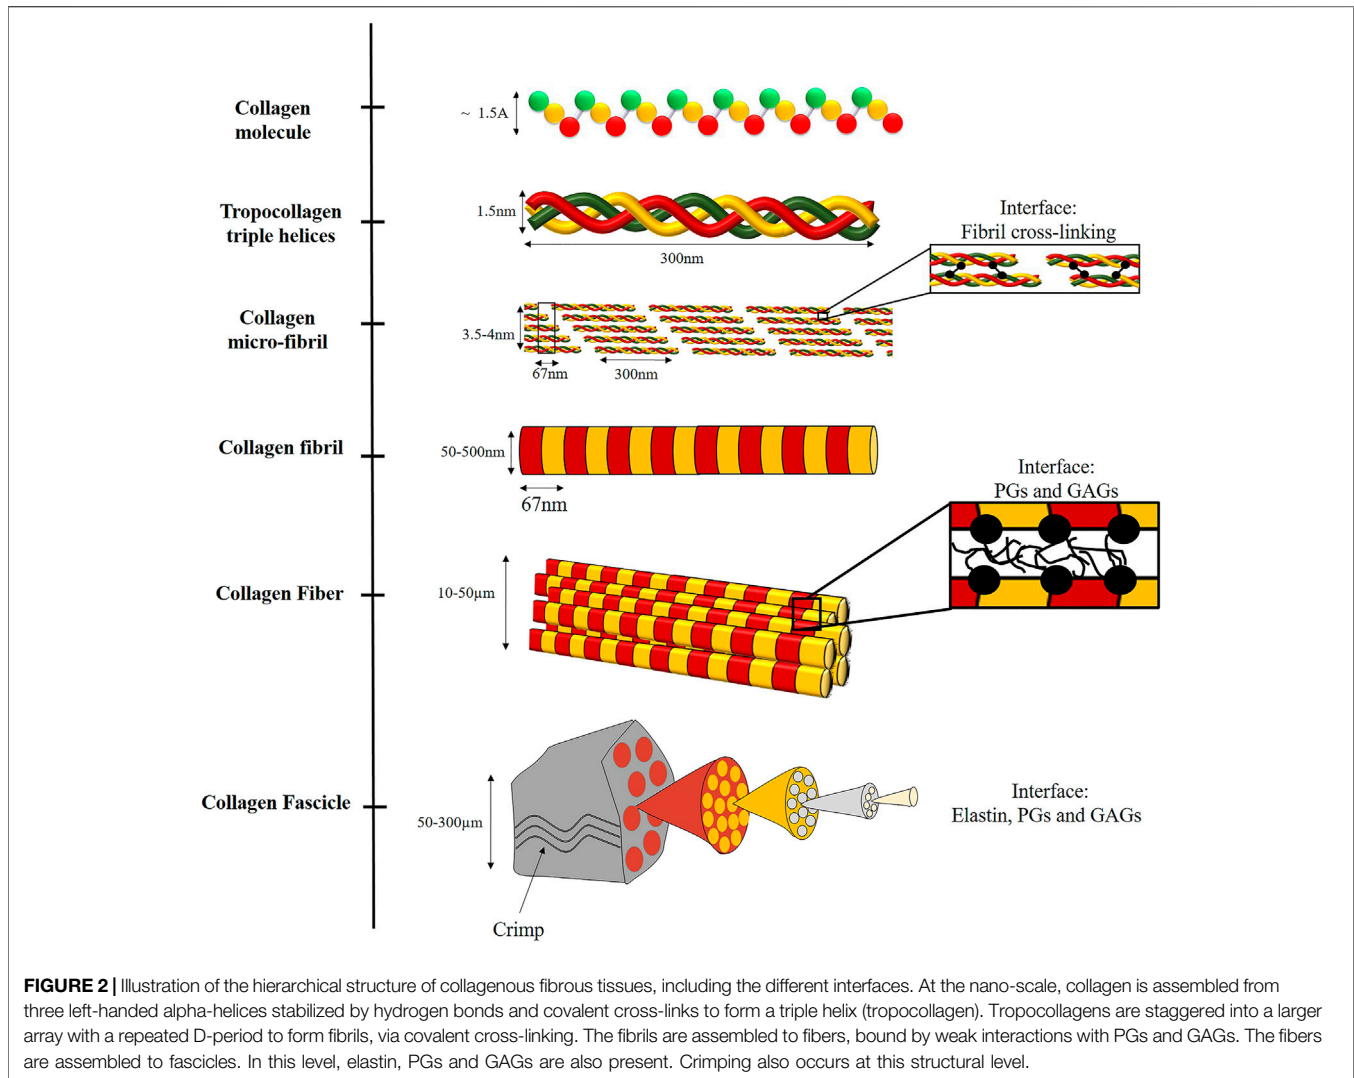 Collagen
molecule
~ 1.5A
Tropocollagen
triple helices
1.5nm
300nm
Interface:
Fibril cross-linking
Collagen
micro-fibril
3.5-4nm
67nm
300nm
Collagen fibril
50-500nm
67nm
Interface:
PGs and GAGs
Collagen Fiber
10-50µm
Collagen Fascicle
50-300µm
Interface:
Elastin, PGs and GAGs
Crimp
FIGURE 2 | Illustration of the hierarchical structure of collagenous fibrous tissues, including the different interfaces. At the nano-scale, collagen is assembled from
three left-handed alpha-helices stabilized by hydrogen bonds and covalent cross-links to form a triple helix (tropocollagen). Tropocollagens are staggered into a larger
array with a repeated D-period to form fibrils, via covalent cross-linking. The fibrils are assembled to fibers, bound by weak interactions with PGs and GAGs. The fibers
are assembled to fascicles. In this level, elastin, PGs and GAGs are also present. Crimping also occurs at this structural level.